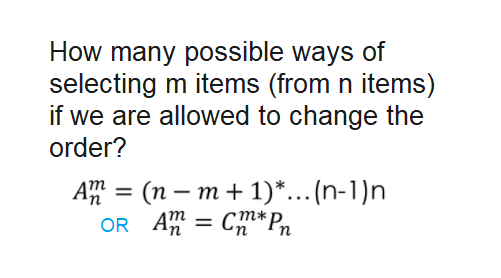 How many possible ways of
selecting m items (from n items)
if we are allowed to change the
order?
Aₙᵐ = (n − m + 1)*…(n-1)n
OR Aₙᵐ = Cₙᵐ*Pₙ